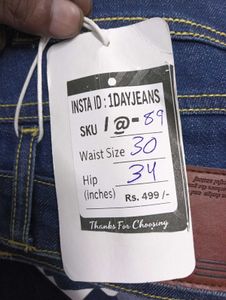 INSTA ID : 1DAYJEANS
SKU 1@-89
Waist Size 30
Hip 34
(inches) Rs. 499 /-
Thanks For Choosing